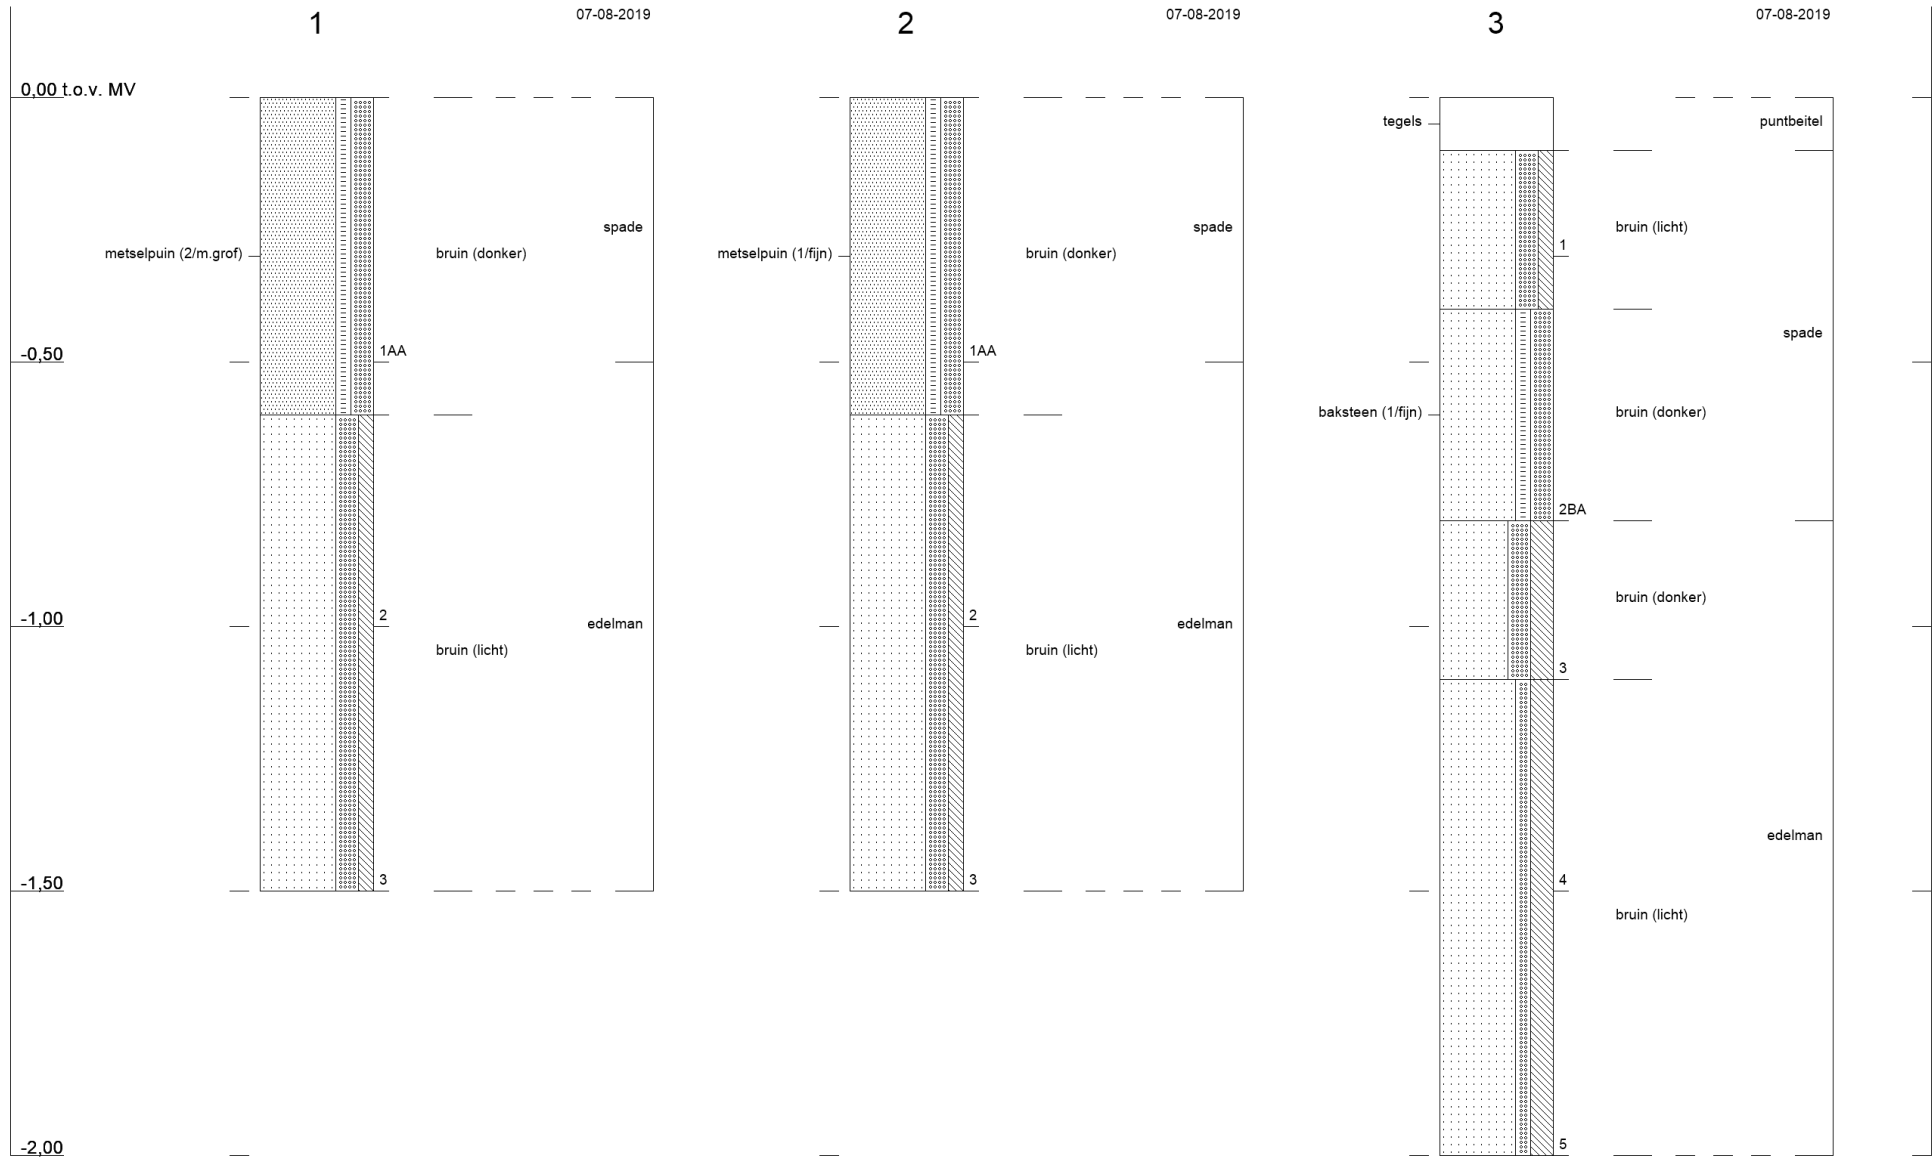 1
07-08-2019
2
07-08-2019
3
07-08-2019
0,00 t.o.v. MV
tegels
puntbeitel
spade
spade
bruin (licht)
metselpuin (2/m.grof)
bruin (donker)
metselpuin (1/fijn)
bruin (donker)
1
spade
-0,50
1AA
1AA
baksteen (1/fijn)
bruin (donker)
2BA
bruin (donker)
-1,00
2
edelman
2
edelman
bruin (licht)
bruin (licht)
3
edelman
-1,50
3
3
4
bruin (licht)
-2,00
5